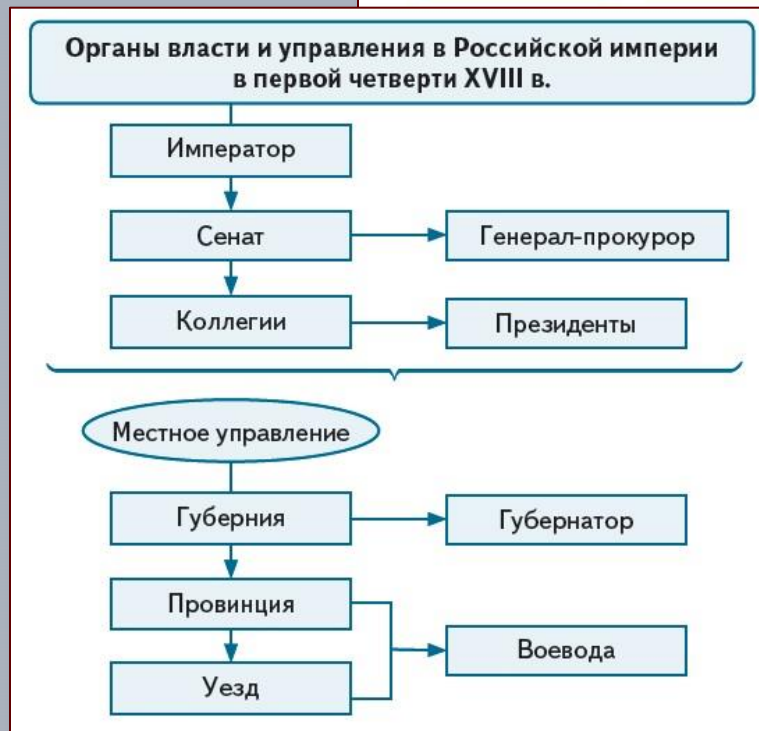 Органы власти и управления в Российской империи
в первой четверти XVIII в.
Император
Сенат
Генерал-прокурор
Коллегии
Президенты
Местное управление
Губерния
Губернатор
Провинция
Воевода
Уезд